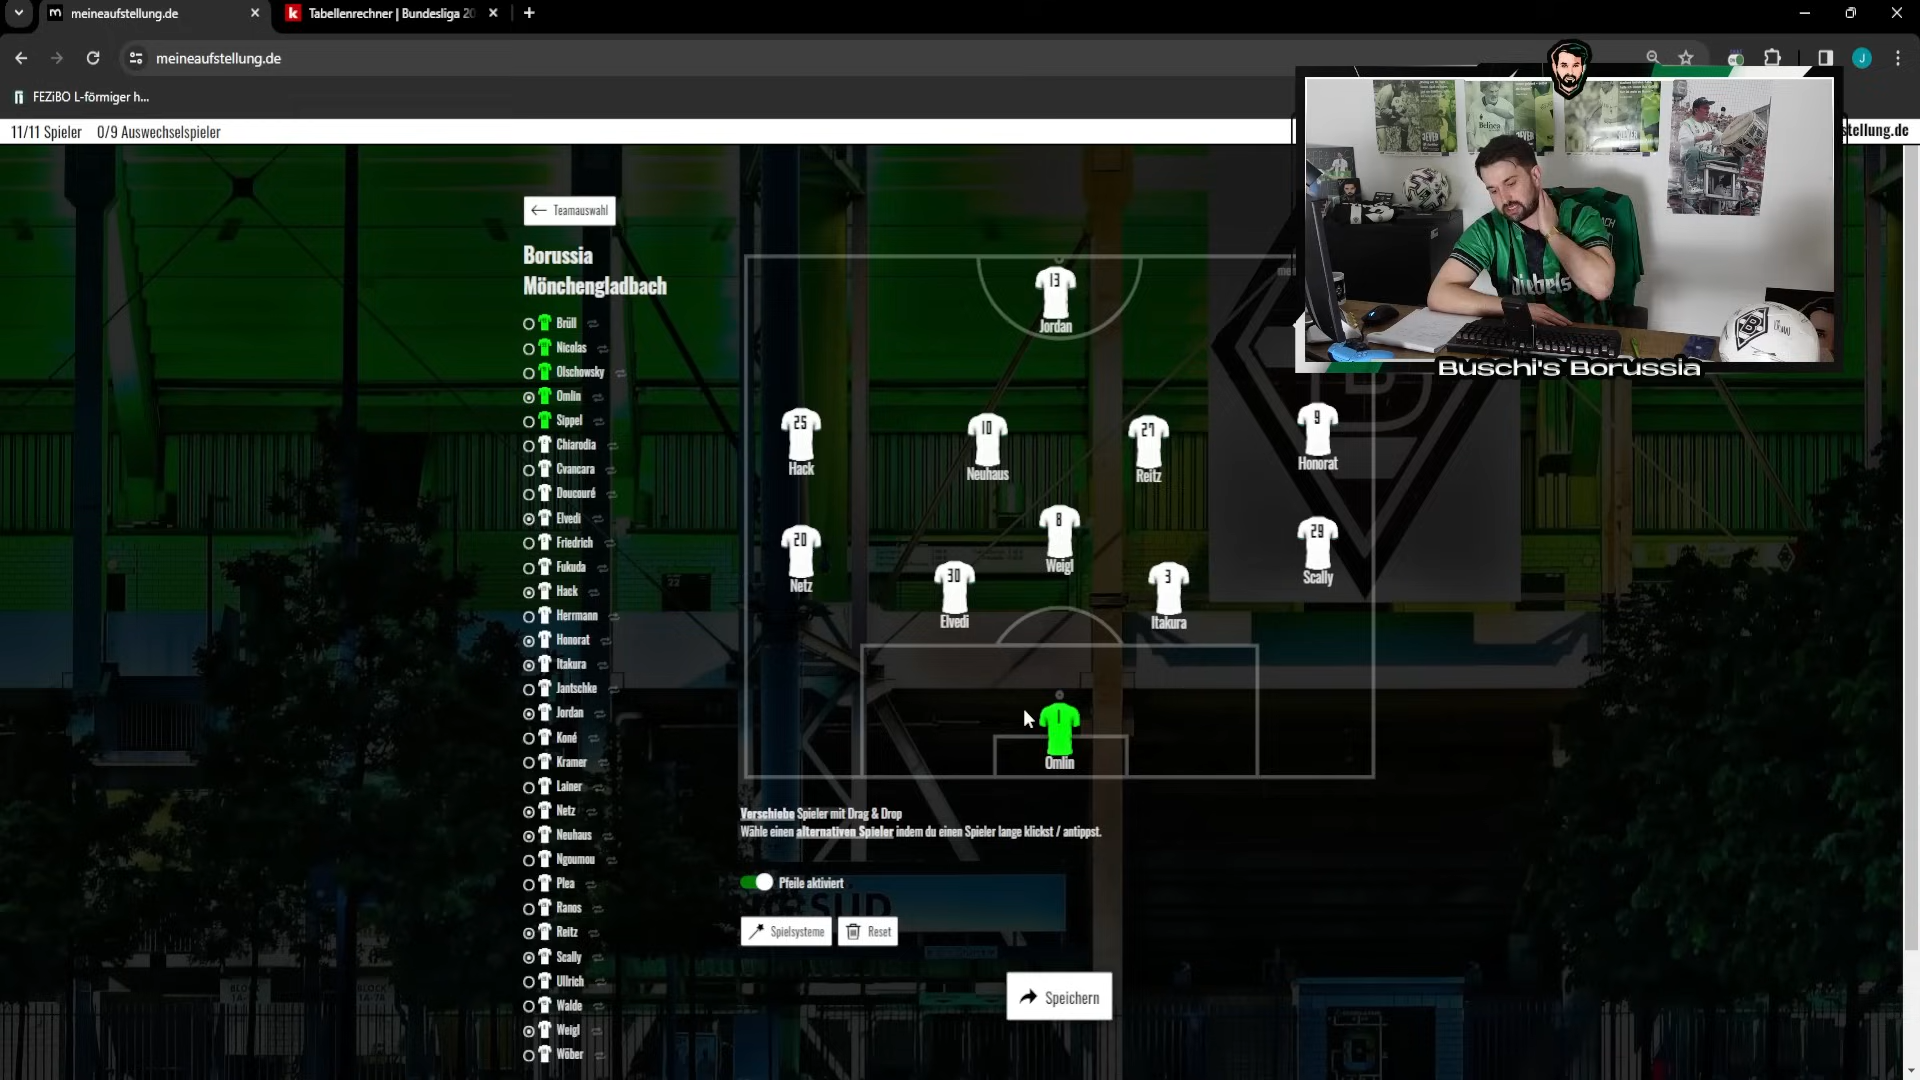 meineaufstellung.de
Tabellenrechner | Bundesliga 20
meineaufstellung.de
J
FEZiBO L-förmiger h...
11/11 Spieler 0/9 Auswechselspieler
stellung.de
Teamauswahl
Borussia
Mönchengladbach
Brüll
Nicolas
Olschowsky
Omlin
Sippel
Chiarodia
Cvancara
Doucouré
Elvedi
Friedrich
Fukuda
Hack
Herrmann
Honorat
Itakura
Jantschke
Jordan
Koné
Kramer
Lainer
Netz
Neuhaus
Ngoumou
Plea
Ranos
Reitz
Scally
Ullrich
Walde
Weigl
Wöber
13
Jordan
25
Hack
10
Neuhaus
27
Reitz
9
Honorat
20
Netz
8
Weigl
29
Scally
30
Elvedi
3
Itakura
1
Omlin
Verschiebe Spieler mit Drag & Drop
Wähle einen alternativen Spieler indem du einen Spieler lange klickst / antippst.
Pfeile aktiviert
Spielsysteme
Reset
Speichern
Diebels
Buschi's Borussia